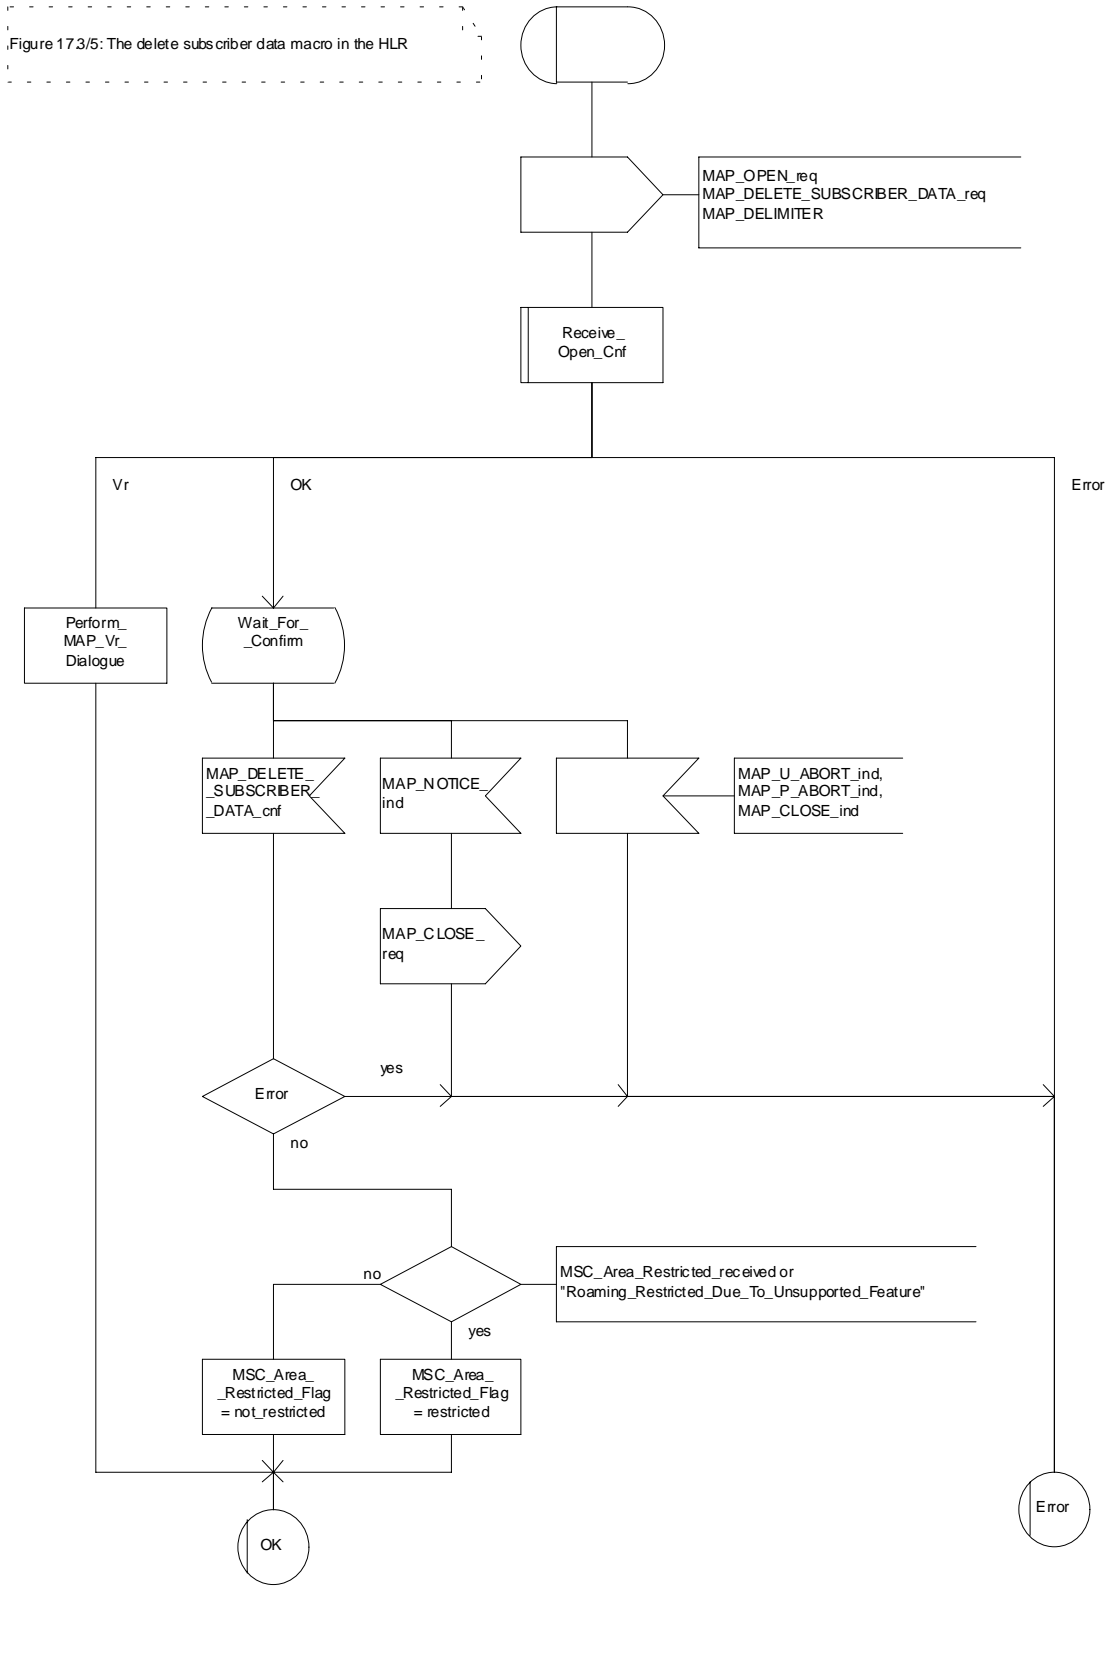 Figure 17.3/5: The delete subscriber data macro in the HLR
MAP_OPEN_req
MAP_DELETE_SUBSCRIBER_DATA_req
MAP_DELIMITER
Receive_
Open_Cnf
Vr
OK
Error
Perform_
MAP_Vr_
Dialogue
Wait_For_
_Confirm
MAP_DELETE_
_SUBSCRIBER_
_DATA_cnf
MAP_NOTICE_
ind
MAP_U_ABORT_ind,
MAP_P_ABORT_ind,
MAP_CLOSE_ind
MAP_CLOSE_
req
yes
Error
no
MSC_Area_Restricted_received or
"Roaming_Restricted_Due_To_Unsupported_Feature"
no
yes
MSC_Area_
_Restricted_Flag
= not_restricted
MSC_Area_
_Restricted_Flag
= restricted
Error
OK